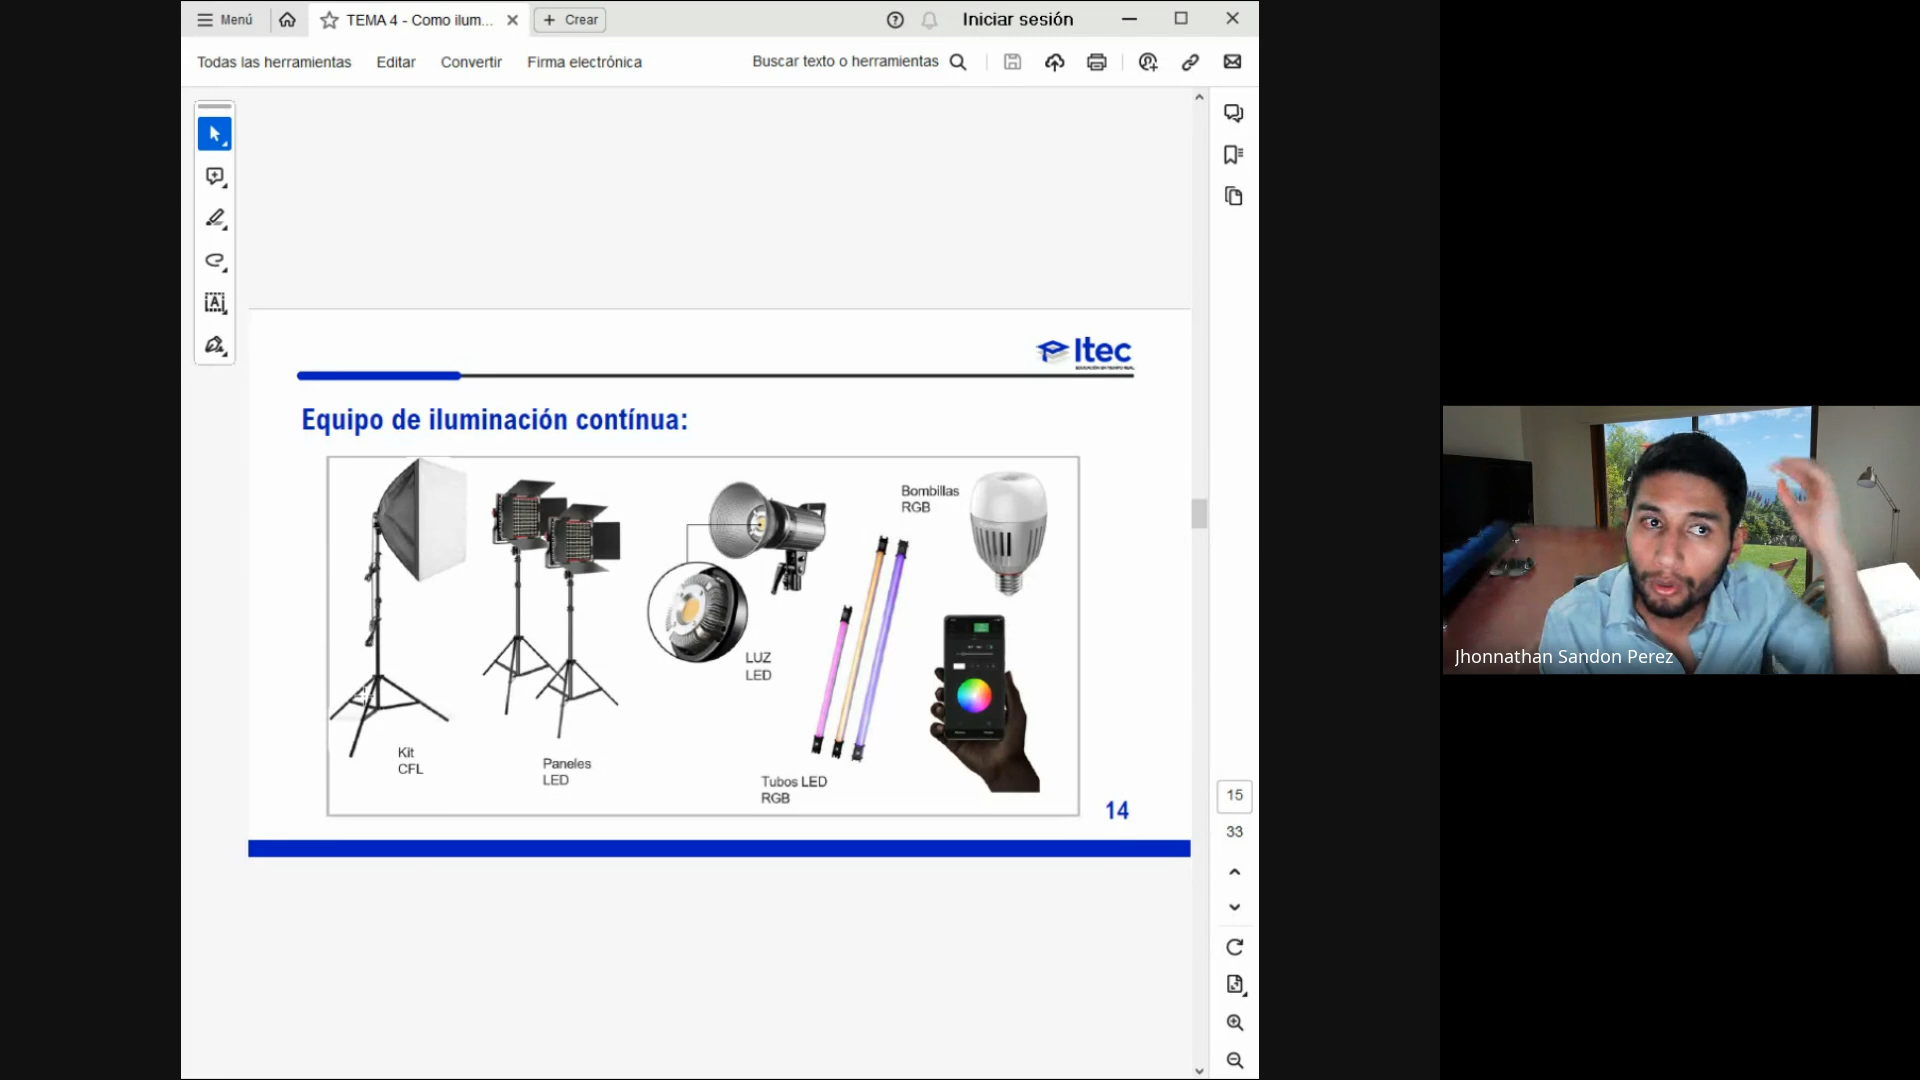 Menú
TEMA 4 - Como ilum...
Crear
Iniciar sesión
Todas las herramientas
Editar
Convertir
Firma electrónica
Buscar texto o herramientas
Itec
Equipo de iluminación contínua:
Bombillas
RGB
LUZ
LED
Kit
CFL
Paneles
LED
Tubos LED
RGB
14
15
33
Jhonnathan Sandon Perez